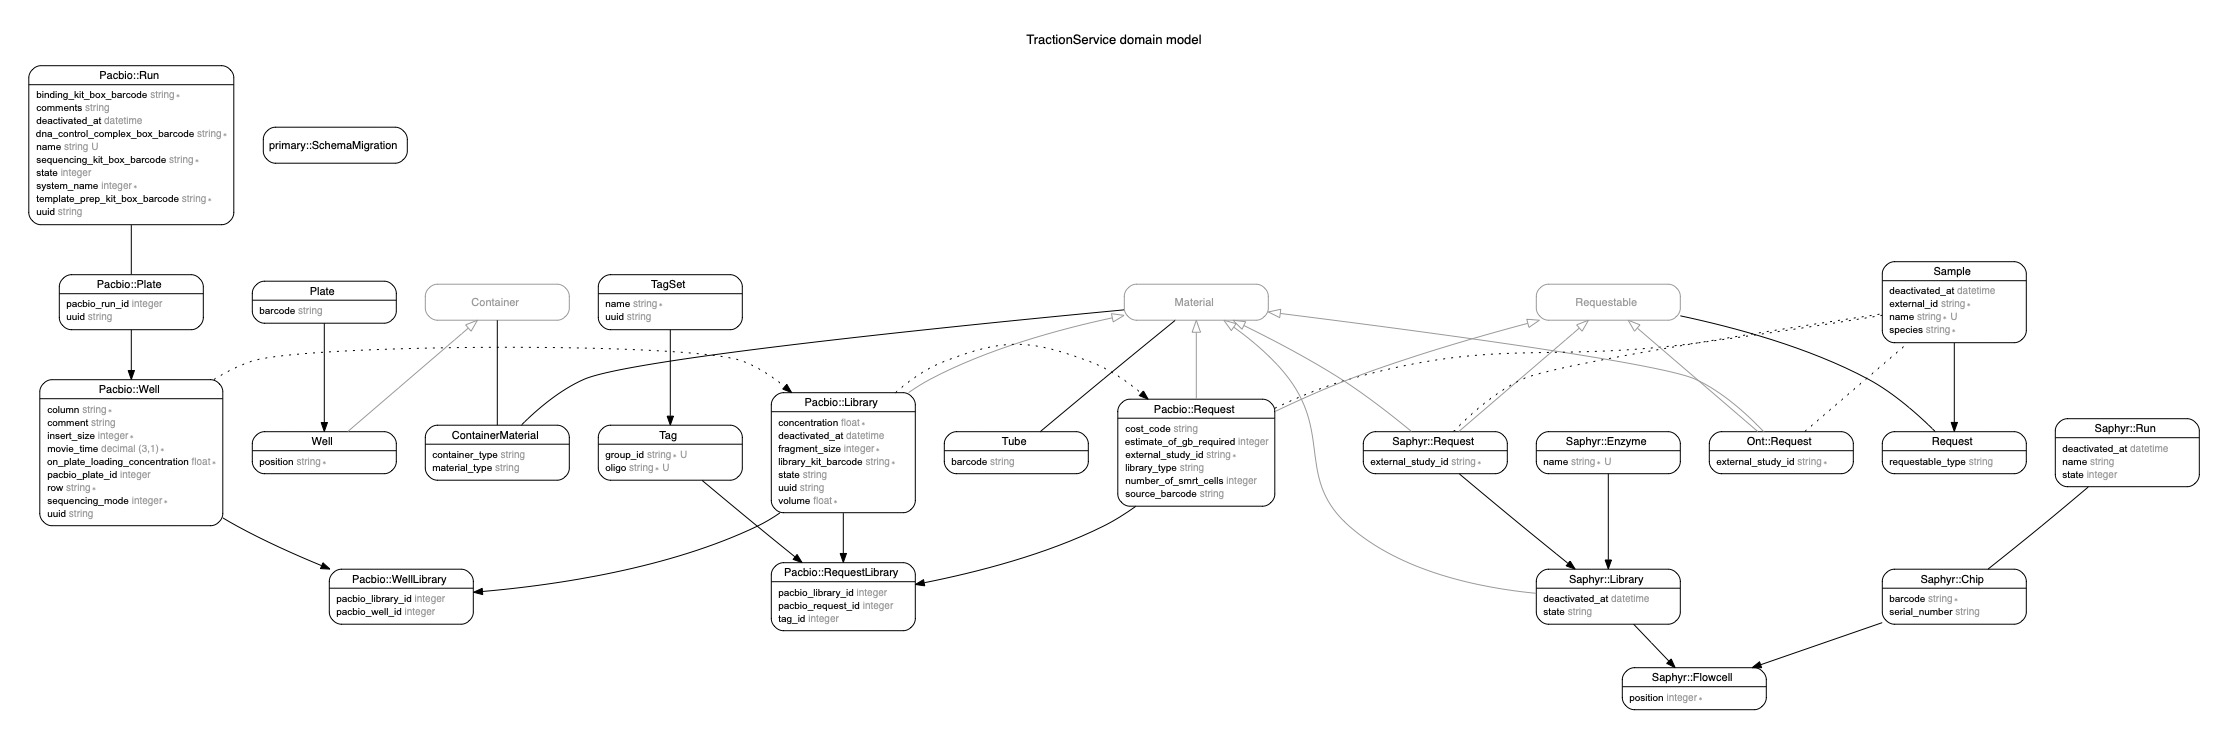 TractionService domain model
Pacbio::Run
binding_kit_box_barcode string *
comments string
deactivated_at datetime
dna_control_complex_box_barcode string *
name string U
sequencing_kit_box_barcode string *
state integer
system_name integer *
template_prep_kit_box_barcode string *
uuid string
primary::SchemaMigration
Pacbio::Plate
pacbio_run_id integer
uuid string
Plate
barcode string
Container
TagSet
name string *
uuid string
Material
Requestable
Sample
deactivated_at datetime
external_id string *
name string * U
species string *
Pacbio::Well
column string *
comment string
insert_size integer *
movie_time decimal (3,1) *
on_plate_loading_concentration float *
pacbio_plate_id integer
row string *
sequencing_mode integer *
uuid string
Well
position string *
ContainerMaterial
container_type string
material_type string
Tag
group_id string * U
oligo string * U
Pacbio::Library
concentration float *
deactivated_at datetime
fragment_size integer *
library_kit_barcode string *
state string
uuid string
volume float *
Tube
barcode string
Pacbio::Request
cost_code string
estimate_of_gb_required integer
external_study_id string *
library_type string
number_of_smrt_cells integer
source_barcode string
Saphyr::Request
external_study_id string *
Saphyr::Enzyme
name string * U
Ont::Request
external_study_id string *
Request
requestable_type string
Saphyr::Run
deactivated_at datetime
name string
state integer
Pacbio::WellLibrary
pacbio_library_id integer
pacbio_well_id integer
Pacbio::RequestLibrary
pacbio_library_id integer
pacbio_request_id integer
tag_id integer
Saphyr::Library
deactivated_at datetime
state string
Saphyr::Chip
barcode string *
serial_number string
Saphyr::Flowcell
position integer *